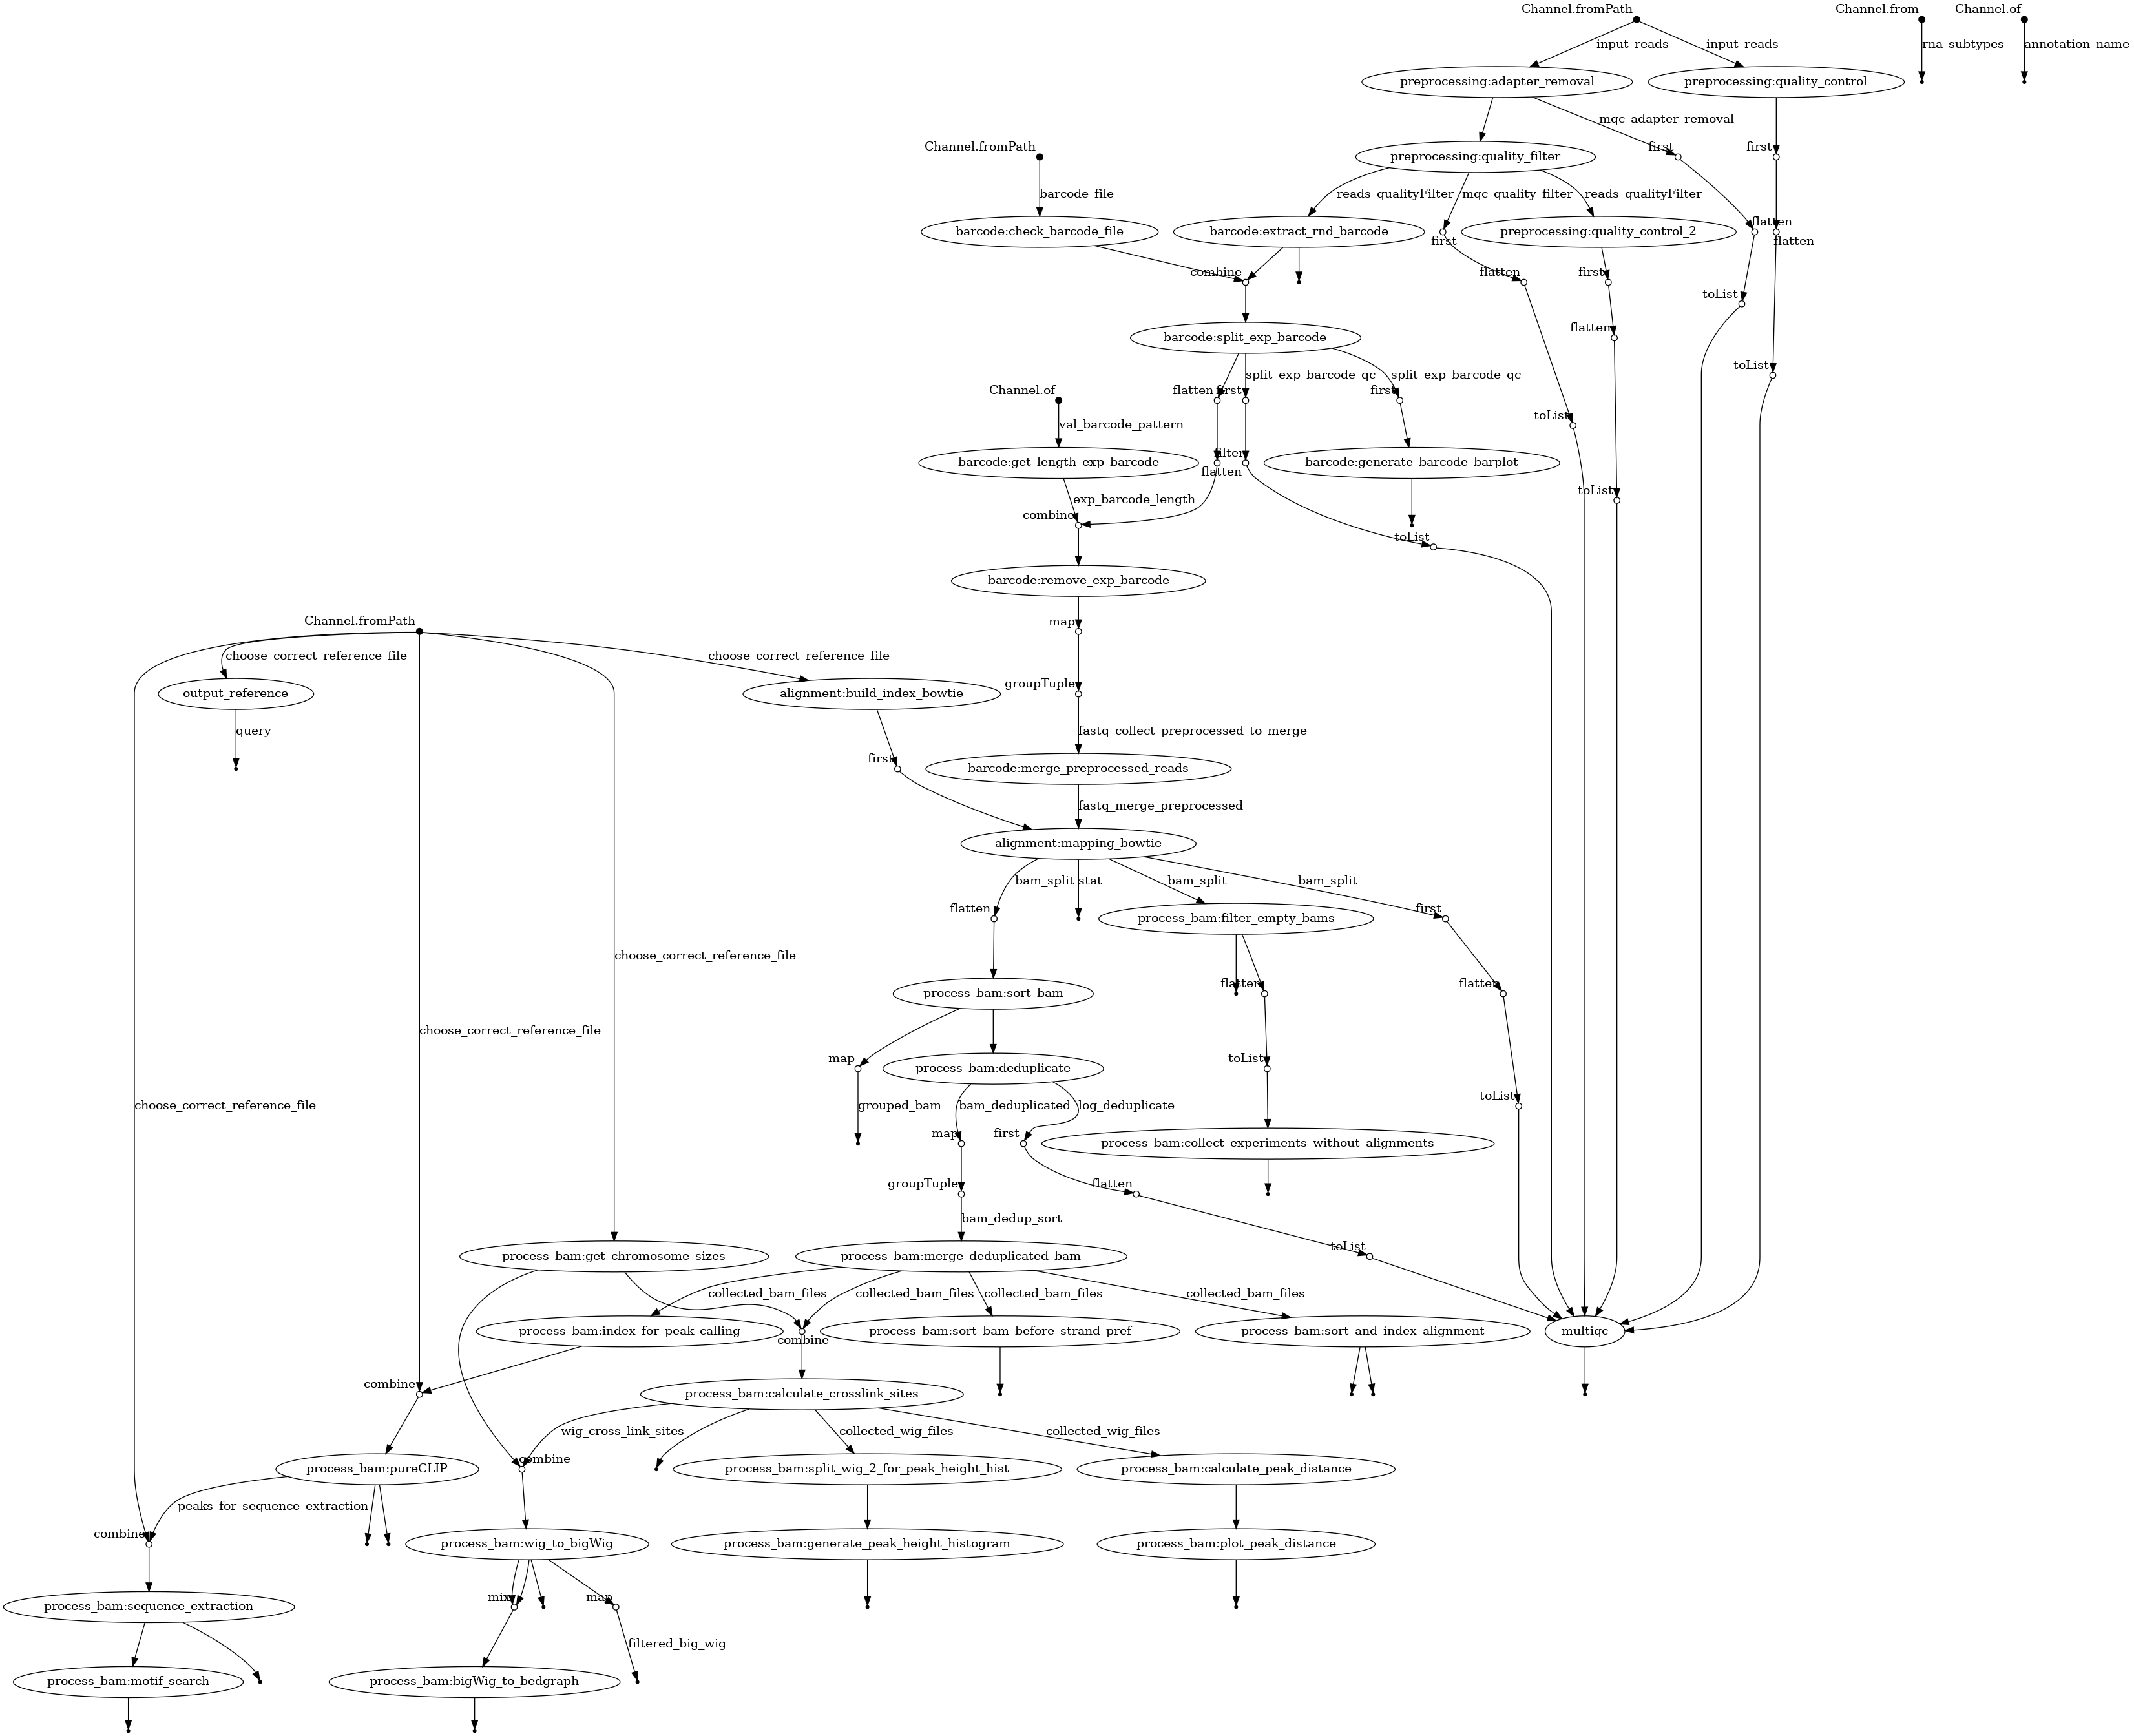 Channel.fromPath
Channel.from
Channel.of
input_reads
input_reads
rna_subtypes
annotation_name
preprocessing:adapter_removal
preprocessing:quality_control
mqc_adapter_removal
Channel.fromPath
preprocessing:quality_filter
first
first
barcode_file
reads_qualityFilter
mqc_quality_filter
reads_qualityFilter
barcode:check_barcode_file
barcode:extract_rnd_barcode
first
preprocessing:quality_control_2
flatten
flatten
combine
flatten
first
toList
barcode:split_exp_barcode
flatten
toList
split_exp_barcode_qc
split_exp_barcode_qc
Channel.of
flatten
first
first
toList
val_barcode_pattern
barcode:get_length_exp_barcode
flatten
filter
barcode:generate_barcode_barplot
toList
exp_barcode_length
combine
toList
barcode:remove_exp_barcode
Channel.fromPath
map
choose_correct_reference_file
choose_correct_reference_file
output_reference
alignment:build_index_bowtie
groupTuple
query
fastq_collect_preprocessed_to_merge
first
barcode:merge_preprocessed_reads
fastq_merge_preprocessed
alignment:mapping_bowtie
bam_split
stat
bam_split
bam_split
flatten
process_bam:filter_empty_bams
first
choose_correct_reference_file
process_bam:sort_bam
flatten
flatten
choose_correct_reference_file
map
process_bam:deduplicate
toList
choose_correct_reference_file
grouped_bam
bam_deduplicated
log_deduplicate
toList
map
first
process_bam:collect_experiments_without_alignments
groupTuple
flatten
bam_dedup_sort
process_bam:get_chromosome_sizes
process_bam:merge_deduplicated_bam
toList
collected_bam_files
collected_bam_files
collected_bam_files
collected_bam_files
process_bam:index_for_peak_calling
combine
process_bam:sort_bam_before_strand_pref
process_bam:sort_and_index_alignment
multiqc
combine
process_bam:calculate_crosslink_sites
wig_cross_link_sites
collected_wig_files
collected_wig_files
process_bam:pureCLIP
combine
process_bam:split_wig_2_for_peak_height_hist
process_bam:calculate_peak_distance
peaks_for_sequence_extraction
combine
process_bam:wig_to_bigWig
process_bam:generate_peak_height_histogram
process_bam:plot_peak_distance
process_bam:sequence_extraction
mix
map
filtered_big_wig
process_bam:motif_search
process_bam:bigWig_to_bedgraph